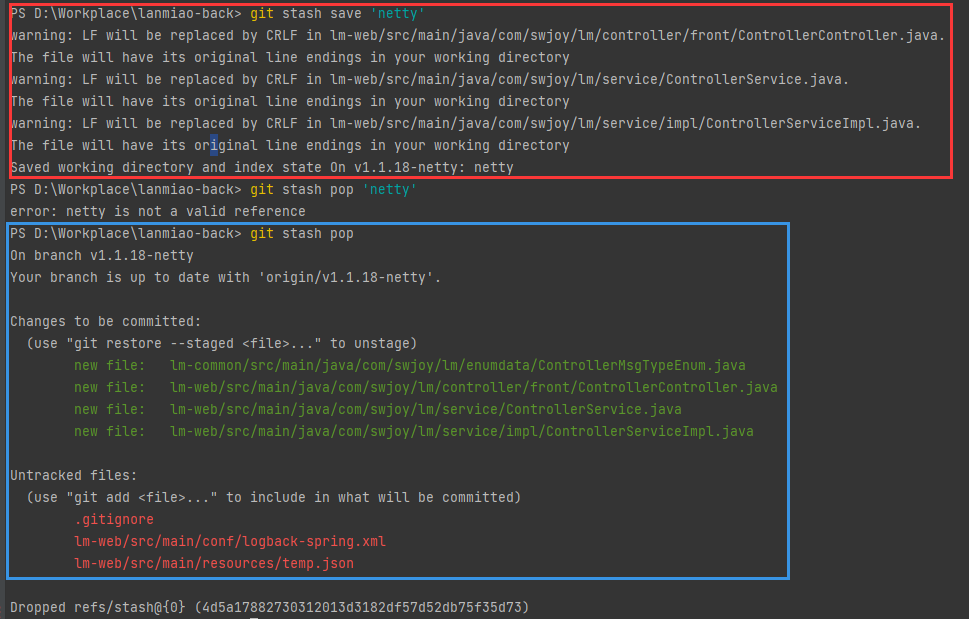 PS D:\Workplace\lanmiao-back> git stash save 'netty'
warning: LF will be replaced by CRLF in lm-web/src/main/java/com/swjoy/lm/controller/front/ControllerController.java.
The file will have its original line endings in your working directory
warning: LF will be replaced by CRLF in lm-web/src/main/java/com/swjoy/lm/service/ControllerService.java.
The file will have its original line endings in your working directory
warning: LF will be replaced by CRLF in lm-web/src/main/java/com/swjoy/lm/service/impl/ControllerServiceImpl.java.
The file will have its original line endings in your working directory
Saved working directory and index state On v1.1.18-netty: netty
PS D:\Workplace\lanmiao-back> git stash pop 'netty'
error: netty is not a valid reference
PS D:\Workplace\lanmiao-back> git stash pop
On branch v1.1.18-netty
Your branch is up to date with 'origin/v1.1.18-netty'.
Changes to be committed:
  (use "git restore --staged <file>..." to unstage)
        new file:   lm-common/src/main/java/com/swjoy/lm/enumdata/ControllerMsgTypeEnum.java
        new file:   lm-web/src/main/java/com/swjoy/lm/controller/front/ControllerController.java
        new file:   lm-web/src/main/java/com/swjoy/lm/service/ControllerService.java
        new file:   lm-web/src/main/java/com/swjoy/lm/service/impl/ControllerServiceImpl.java
Untracked files:
  (use "git add <file>..." to include in what will be committed)
        .gitignore
        lm-web/src/main/conf/logback-spring.xml
        lm-web/src/main/resources/temp.json
Dropped refs/stash@{0} (4d5a17882730312013d3182df57d52db75f35d73)